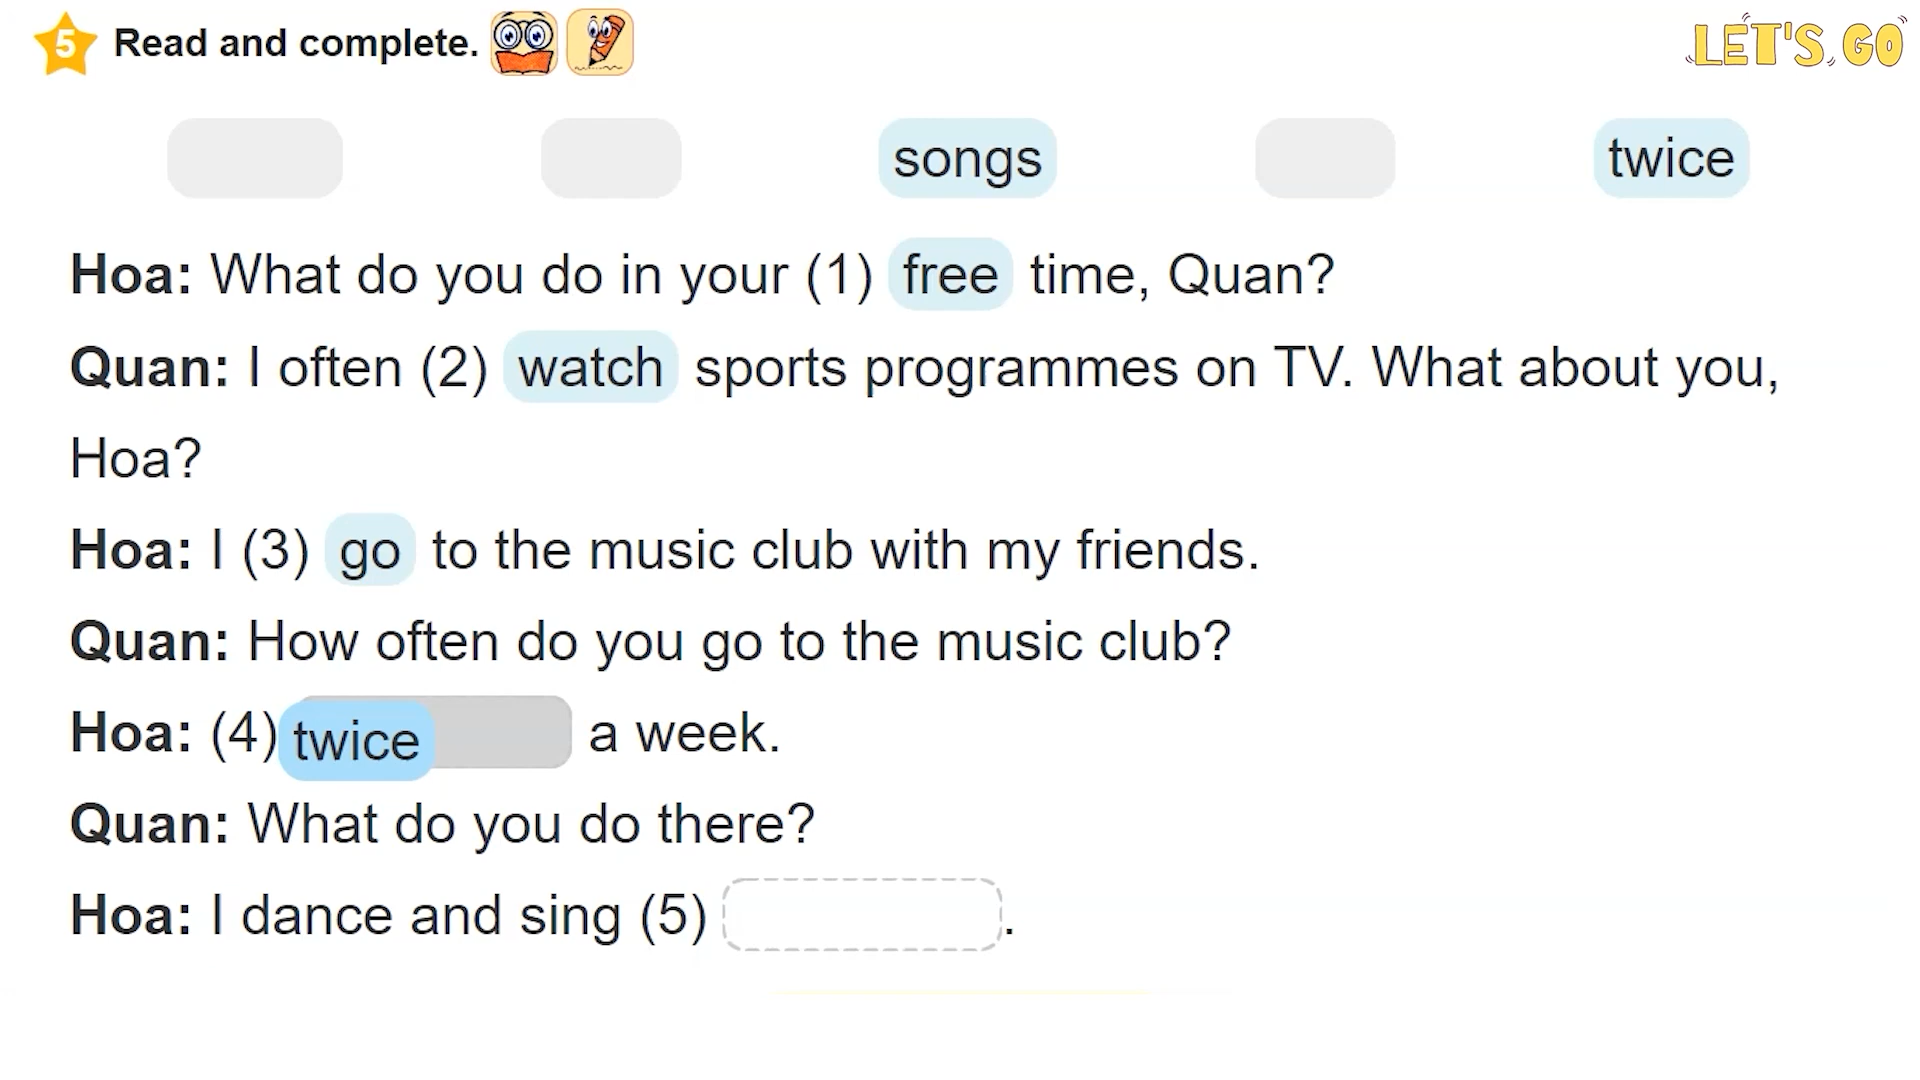 5 Read and complete.
LET'S GO
songs twice
Hoa: What do you do in your (1) free time, Quan?
Quan: I often (2) watch sports programmes on TV. What about you,
Hoa?
Hoa: I (3) go to the music club with my friends.
Quan: How often do you go to the music club?
Hoa: (4) twice a week.
Quan: What do you do there?
Hoa: I dance and sing (5) .